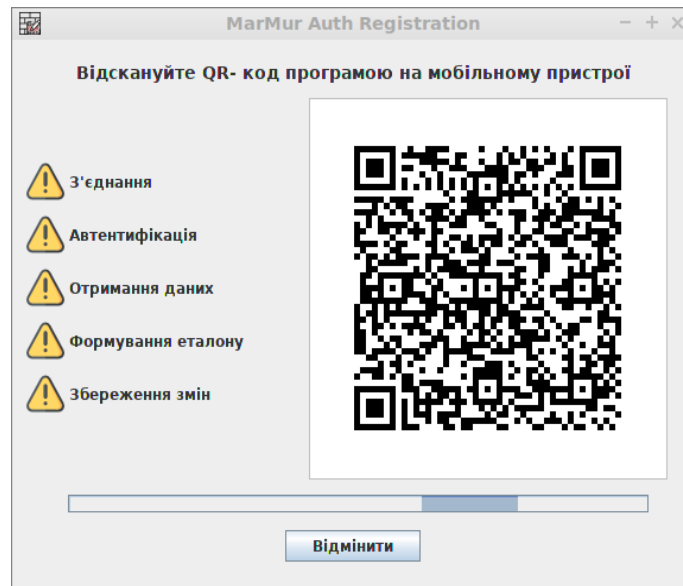 MarMur Auth Registration
Відскануйте QR- код програмою на мобільному пристрої
З'єднання
Автентифікація
Отримання даних
Формування еталону
Збереження змін
Відмінити